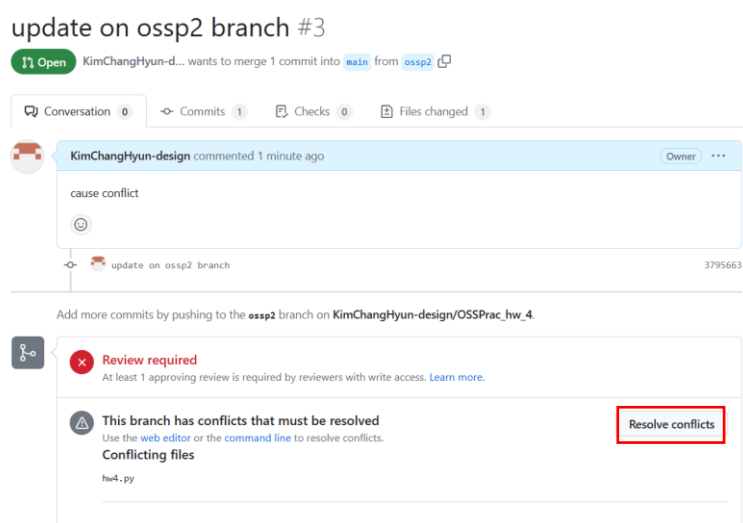 update on ossp2 branch #3
Open KimChangHyun-d... wants to merge 1 commit into main from ossp2
Conversation 0 Commits 1 Checks 0 Files changed 1
KimChangHyun-design commented 1 minute ago Owner ...
cause conflict
update on ossp2 branch 3795663
Add more commits by pushing to the ossp2 branch on KimChangHyun-design/OSSPrac_hw_4.
Review required
At least 1 approving review is required by reviewers with write access. Learn more.
This branch has conflicts that must be resolved Resolve conflicts
Use the web editor or the command line to resolve conflicts.
Conflicting files
hw4.py